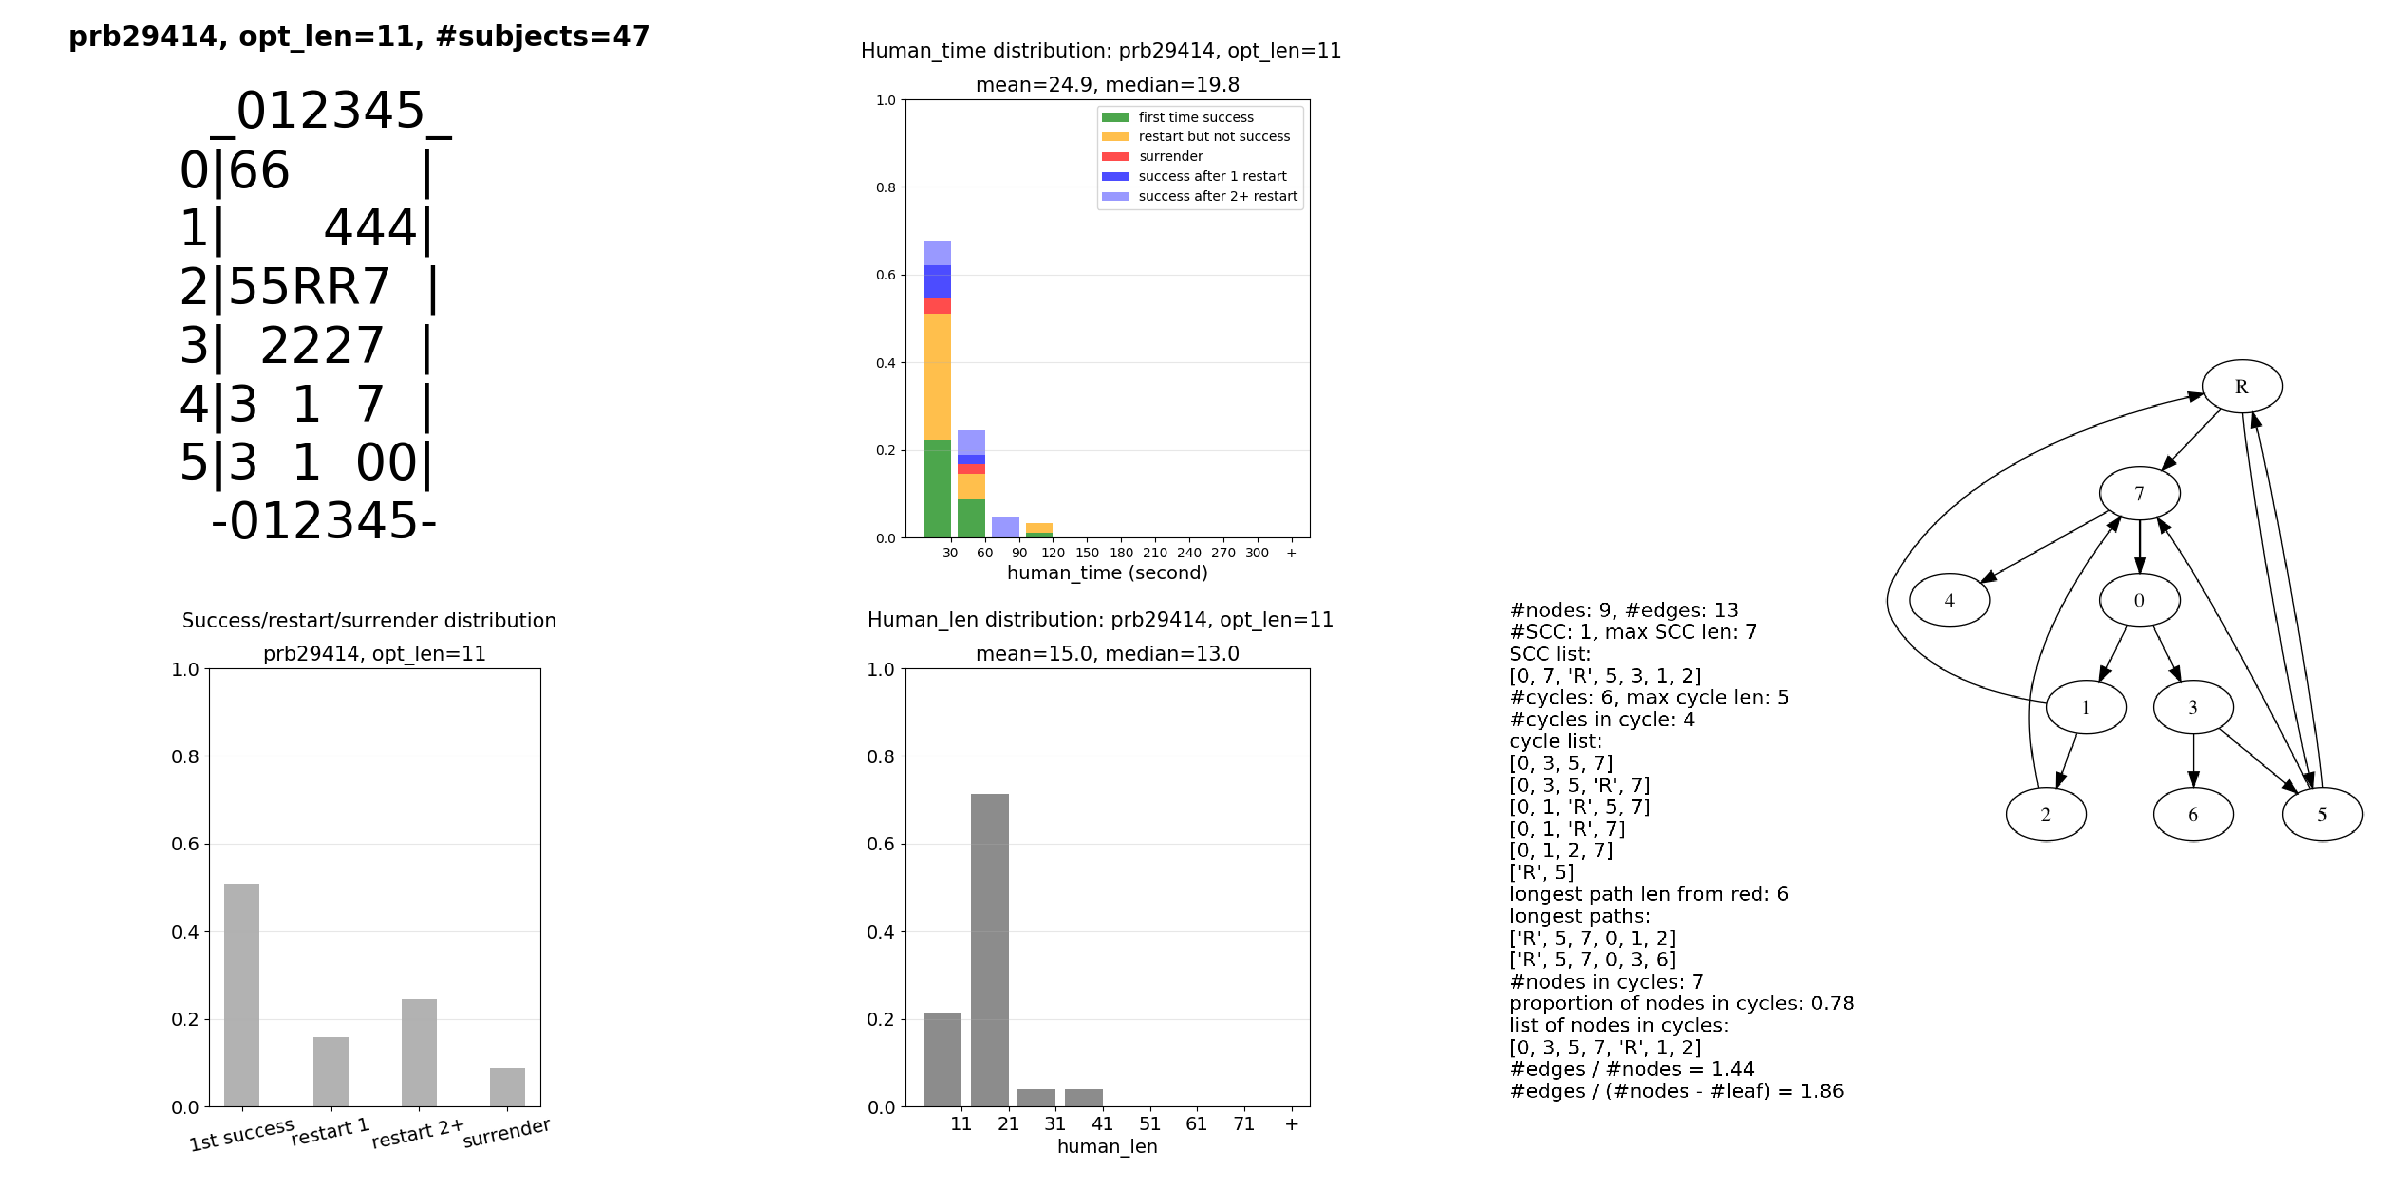 prb29414, opt_len=11, #subjects=47
_012345_
0|66    |
1|   444|
2|55RR7 |
3| 2227 |
4|3 1 7 |
5|3 1 00|
-012345-
Human_time distribution: prb29414, opt_len=11
mean=24.9, median=19.8
1.0
0.8
0.6
0.4
0.2
0.0
first time success
restart but not success
surrender
success after 1 restart
success after 2+ restart
30 60 90 120 150 180 210 240 270 300 +
human_time (second)
Success/restart/surrender distribution
prb29414, opt_len=11
1.0
0.8
0.6
0.4
0.2
0.0
1st success restart 1 restart 2+ surrender
Human_len distribution: prb29414, opt_len=11
mean=15.0, median=13.0
1.0
0.8
0.6
0.4
0.2
0.0
11 21 31 41 51 61 71 +
human_len
#nodes: 9, #edges: 13
#SCC: 1, max SCC len: 7
SCC list:
[0, 7, 'R', 5, 3, 1, 2]
#cycles: 6, max cycle len: 5
#cycles in cycle: 4
cycle list:
[0, 3, 5, 7]
[0, 3, 5, 'R', 7]
[0, 1, 'R', 5, 7]
[0, 1, 'R', 7]
[0, 1, 2, 7]
['R', 5]
longest path len from red: 6
longest paths:
['R', 5, 7, 0, 1, 2]
['R', 5, 7, 0, 3, 6]
#nodes in cycles: 7
proportion of nodes in cycles: 0.78
list of nodes in cycles:
[0, 3, 5, 7, 'R', 1, 2]
#edges / #nodes = 1.44
#edges / (#nodes - #leaf) = 1.86
R
7
4 0
1 3
2 6 5